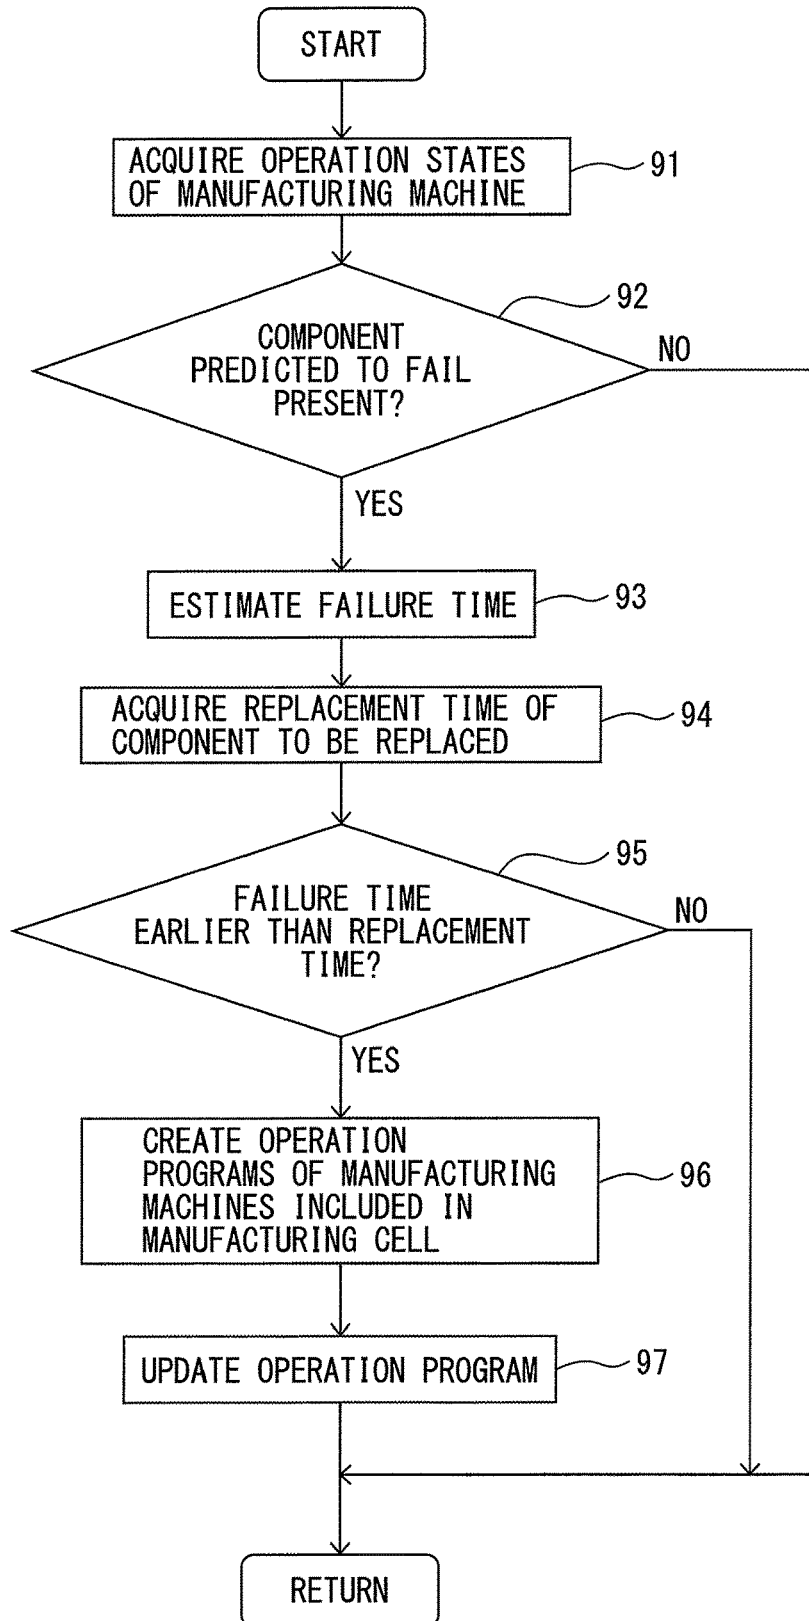 START
ACQUIRE OPERATION STATES
OF MANUFACTURING MACHINE
91
92
COMPONENT
PREDICTED TO FAIL
PRESENT?
NO
YES
ESTIMATE FAILURE TIME
93
ACQUIRE REPLACEMENT TIME OF
COMPONENT TO BE REPLACED
94
95
FAILURE TIME
EARLIER THAN REPLACEMENT
TIME?
NO
YES
CREATE OPERATION
PROGRAMS OF MANUFACTURING
MACHINES INCLUDED IN
MANUFACTURING CELL
96
UPDATE OPERATION PROGRAM
97
RETURN